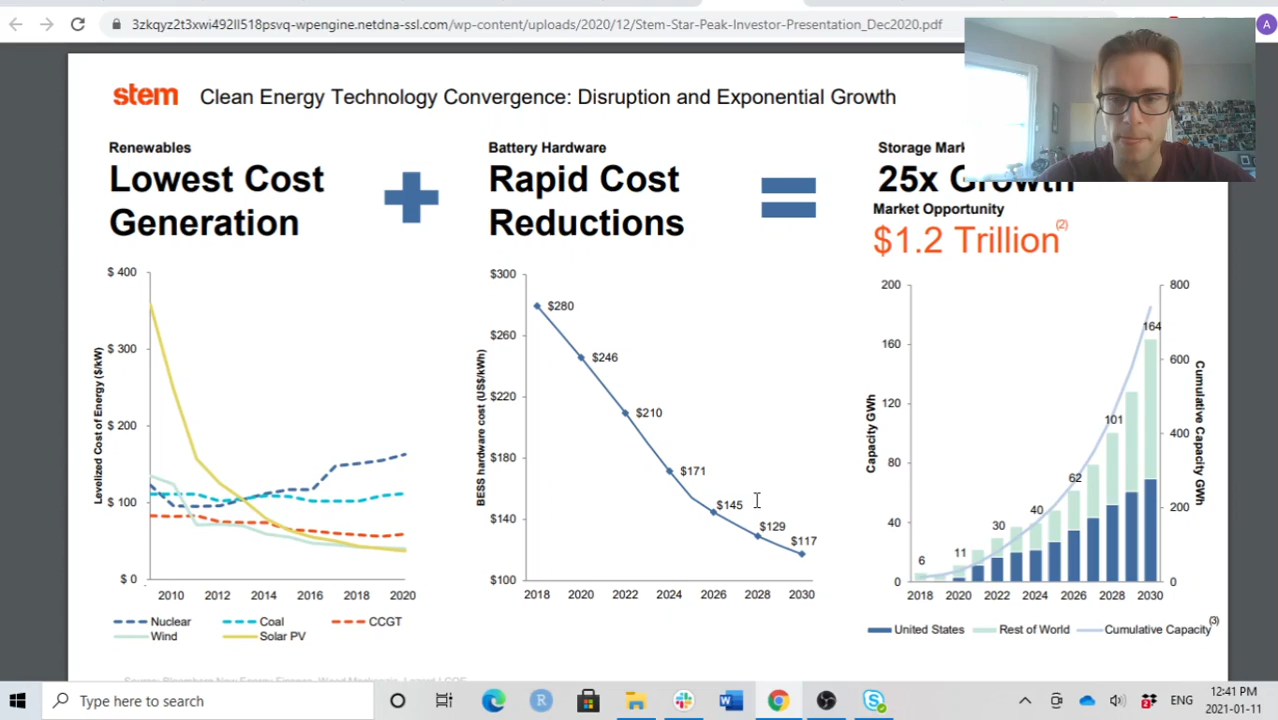 3zkqyz2t3xwi492ll518psvq-wpengine.netdna-ssl.com/wp-content/uploads/2020/12/Stem-Star-Peak-Investor-Presentation_Dec2020.pdf
A
stem Clean Energy Technology Convergence: Disruption and Exponential Growth
Renewables
Lowest Cost
Generation
Battery Hardware
Rapid Cost
Reductions
Storage
25x Growth
Market Opportunity
$1.2 Trillion(2)
Levelized Cost of Energy ($/kW)
$ 400
$ 300
$ 200
$ 100
$ 0
2010 2012 2014 2016 2018 2020
Nuclear Coal CCGT
Wind Solar PV
BESS hardware cost (US$/kWh)
$300
$260
$220
$180
$140
$100
$280
$246
$210
$171
$145
$129
$117
2018 2020 2022 2024 2026 2028 2030
Capacity GWh
200
160
120
80
40
0
6
11
30
40
62
101
164
800
600
400
200
0
Cumulative Capacity GWh
2018 2020 2022 2024 2026 2028 2030
United States Rest of World Cumulative Capacity(3)
Type here to search
ENG
12:41 PM
2021-01-11